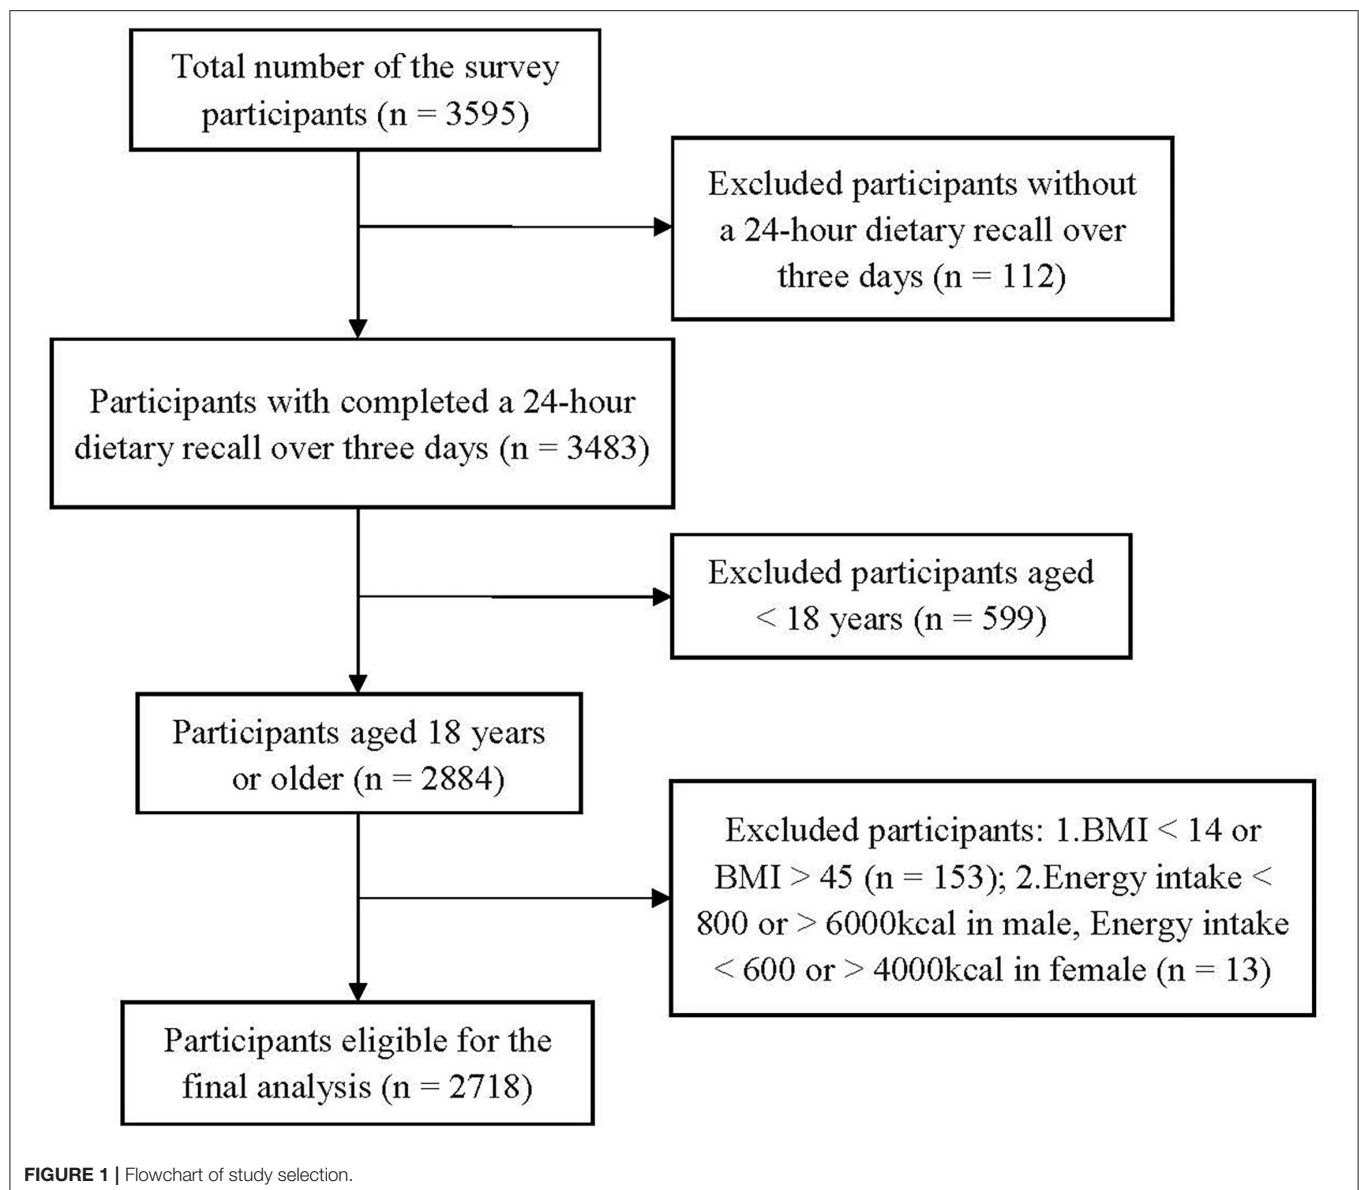 Total number of the survey
participants (n = 3595)
Excluded participants without
a 24-hour dietary recall over
three days (n = 112)
Participants with completed a 24-hour
dietary recall over three days (n = 3483)
Excluded participants aged
< 18 years (n = 599)
Participants aged 18 years
or older (n = 2884)
Excluded participants: 1.BMI < 14 or
BMI > 45 (n = 153); 2.Energy intake <
800 or > 6000kcal in male, Energy intake
< 600 or > 4000kcal in female (n = 13)
Participants eligible for the
final analysis (n = 2718)
FIGURE 1 | Flowchart of study selection.